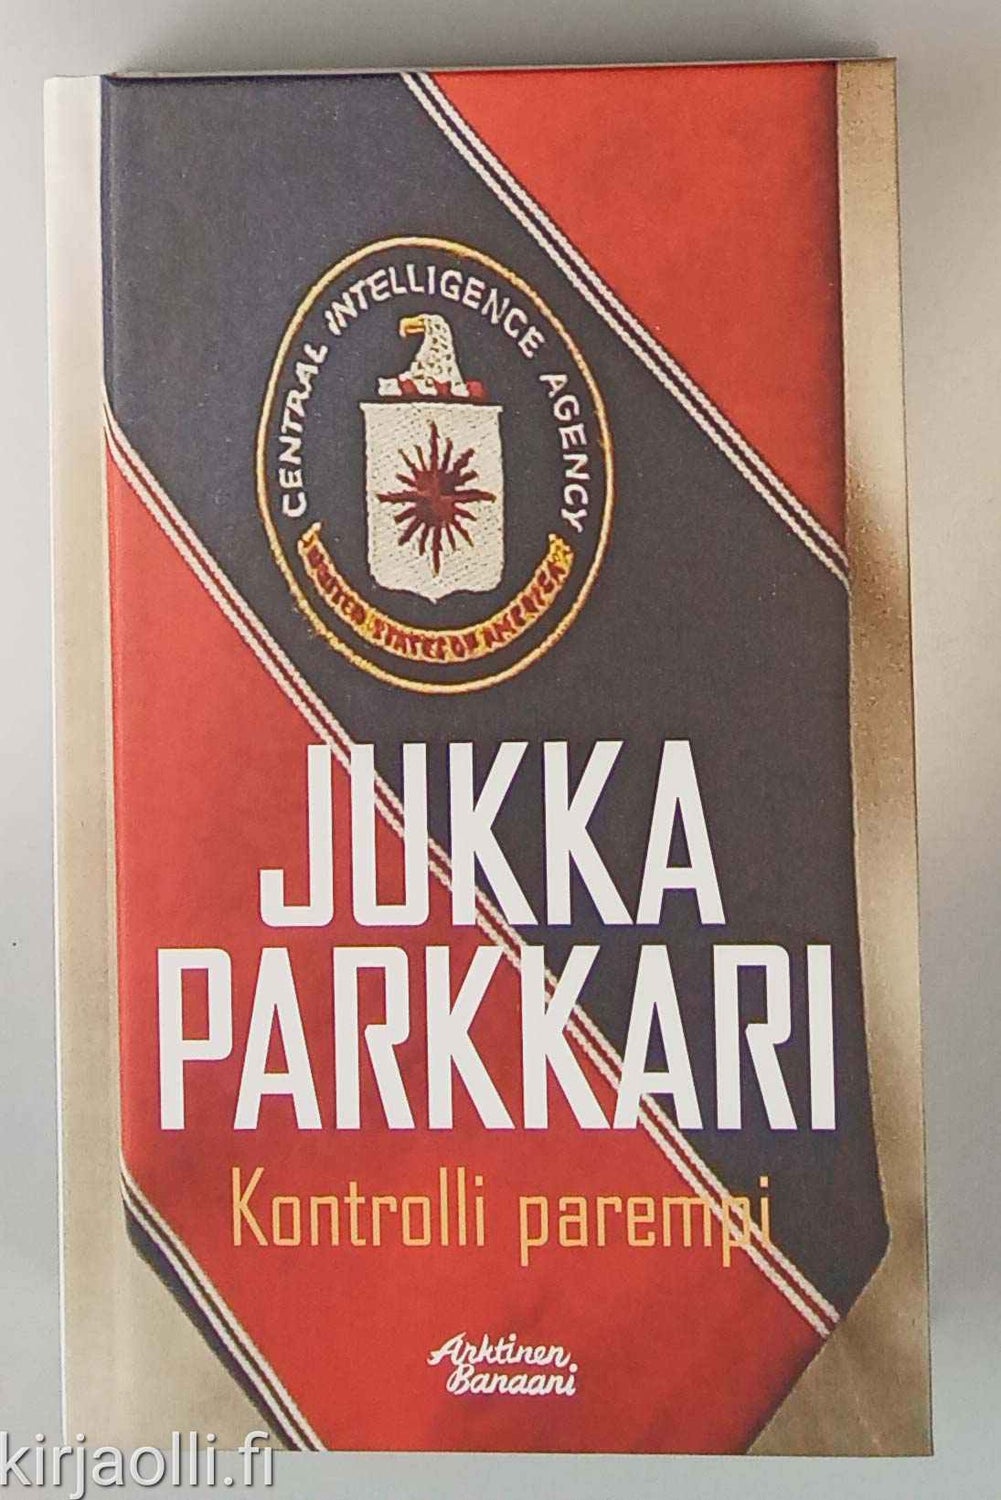 CENTRAL INTELLIGENCE AGENCY
UNITED STATES OF AMERICA
JUKKA
PARKKARI
Kontrolli parempi
Arktinen
Banaani
kirjaolli.fi